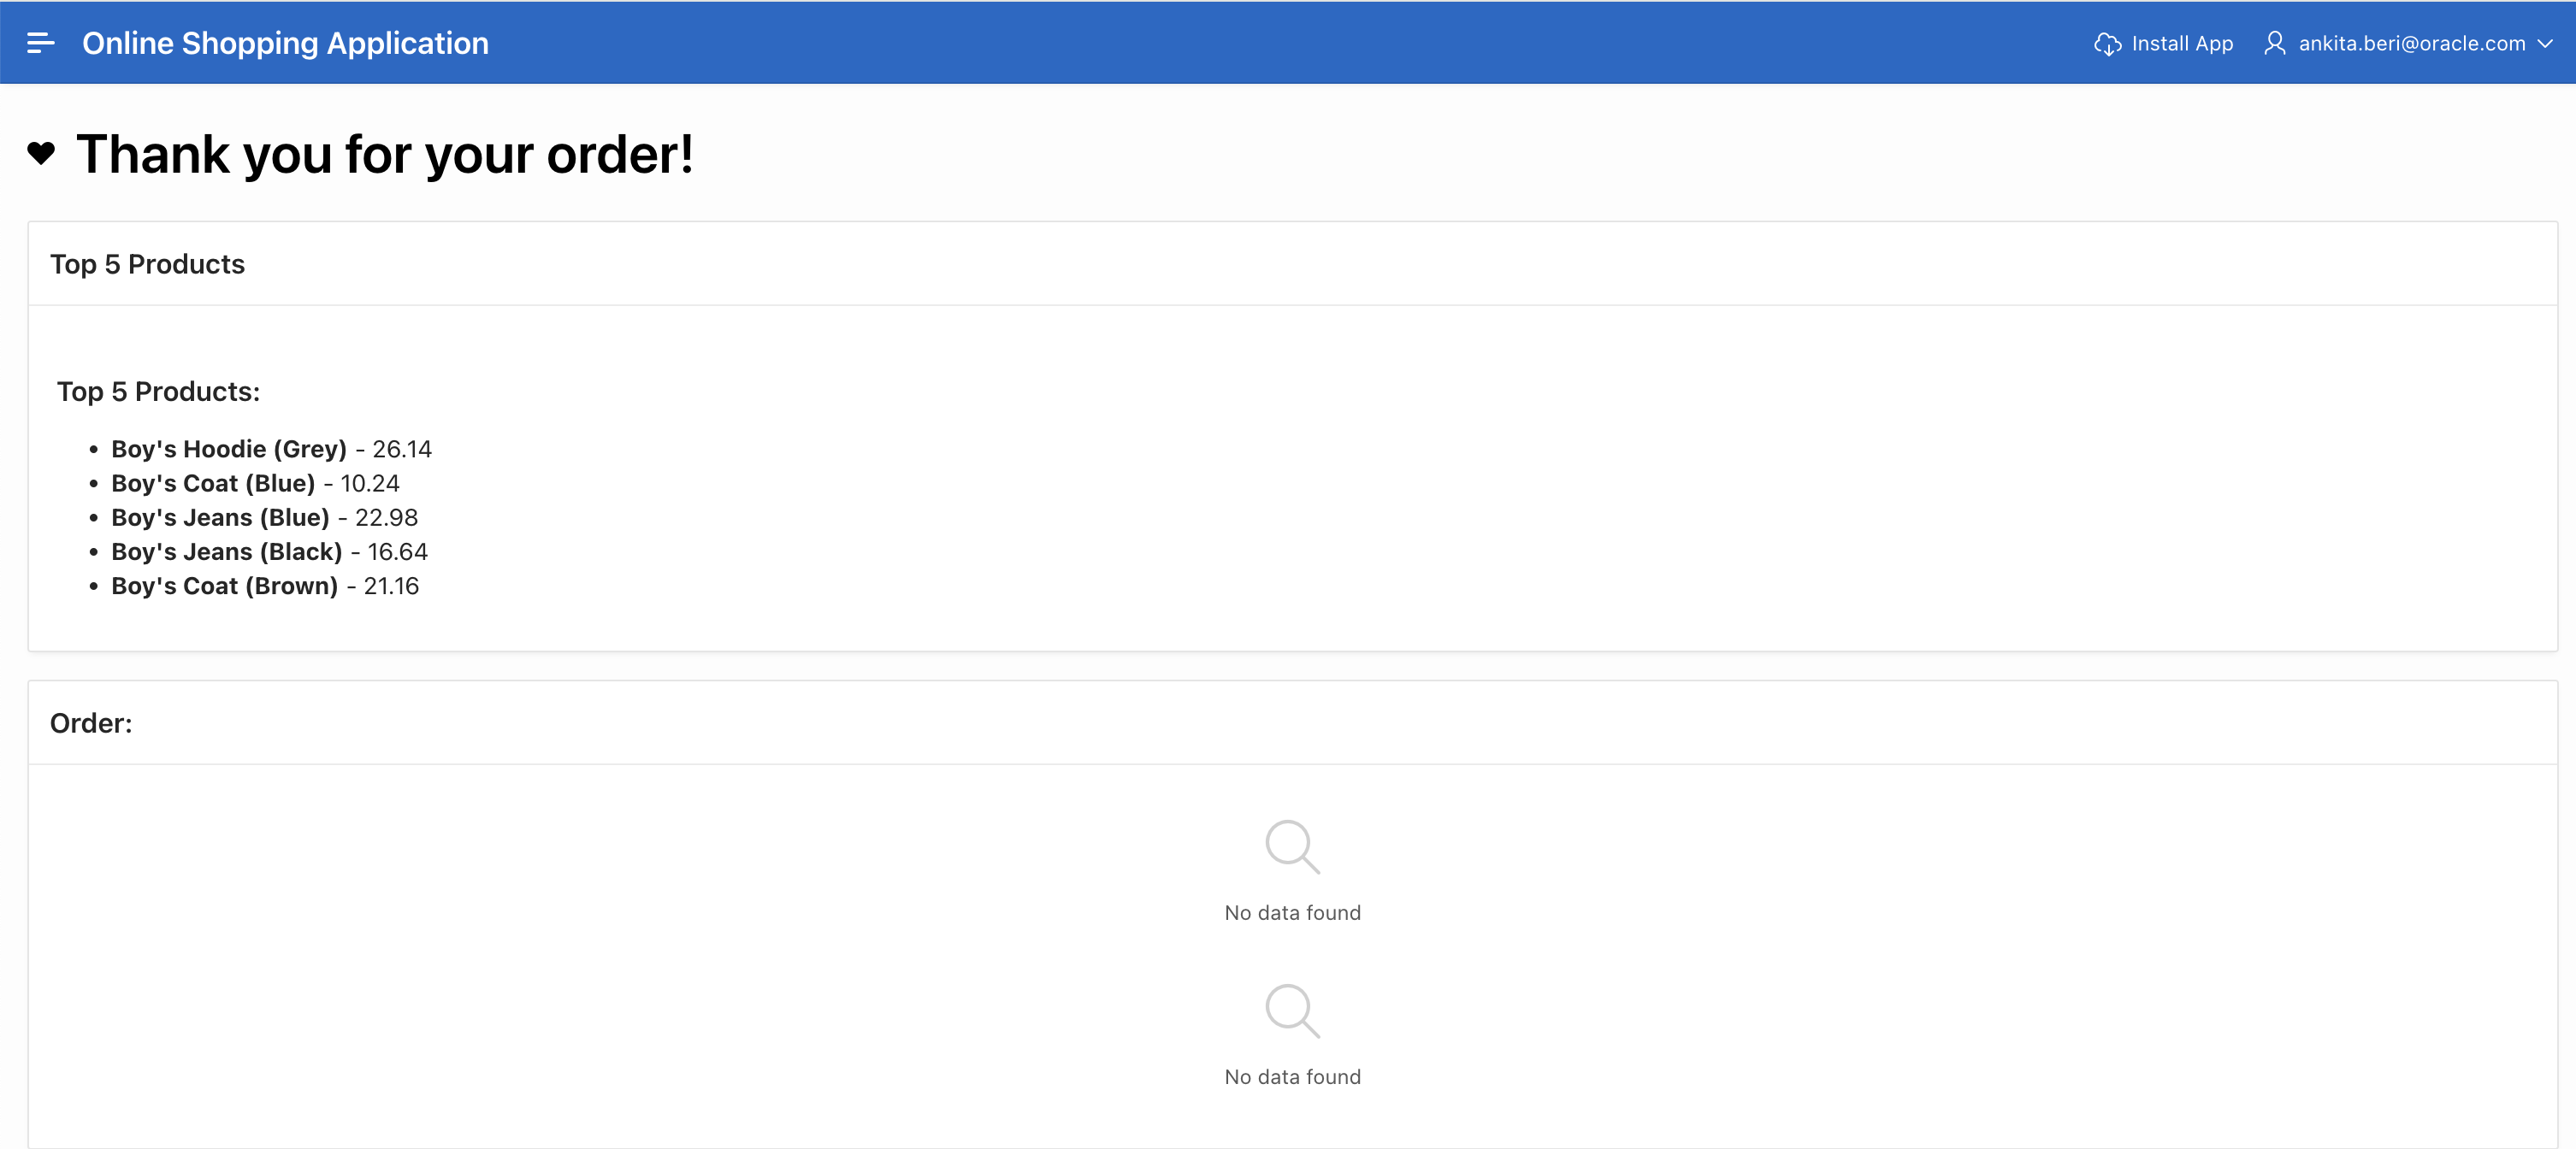 Online Shopping Application
Install App
ankita.beri@oracle.com
Thank you for your order!
Top 5 Products
Top 5 Products:
• Boy's Hoodie (Grey) - 26.14
• Boy's Coat (Blue) - 10.24
• Boy's Jeans (Blue) - 22.98
• Boy's Jeans (Black) - 16.64
• Boy's Coat (Brown) - 21.16
Order:
No data found
No data found